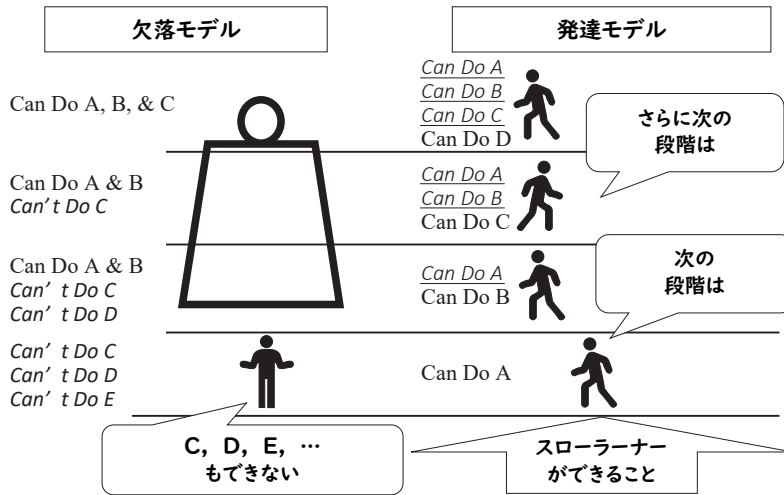 欠落モデル
Can Do A, B, & C
Can Do A & B
Can't Do C
Can Do A & B
Can' t Do C
Can' t Do D
Can' t Do C
Can' t Do D
Can' t Do E
C, D, E, …
もできない
発達モデル
Can Do A
Can Do B
Can Do C
Can Do D
さらに次の
段階は
Can Do A
Can Do B
Can Do C
次の
段階は
Can Do A
Can Do B
Can Do A
スローラーナー
ができること